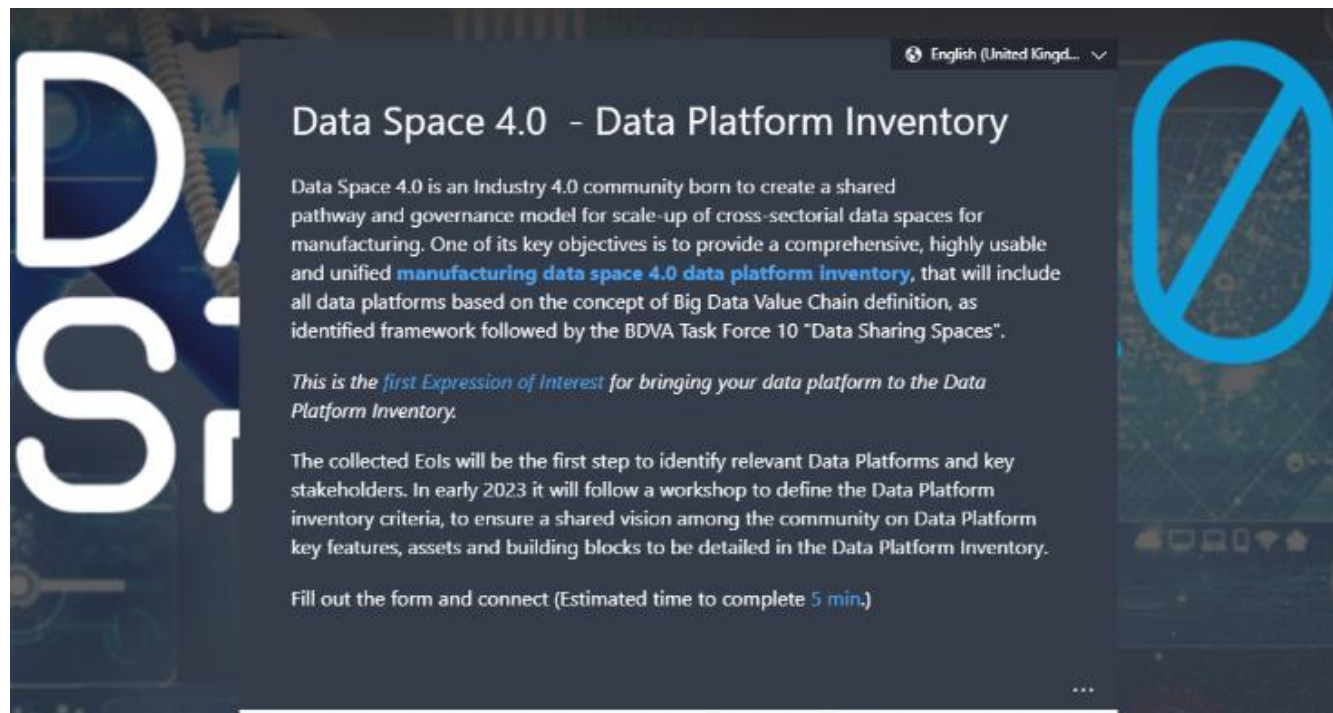 English (United Kingd...
Data Space 4.0 - Data Platform Inventory
Data Space 4.0 is an Industry 4.0 community born to create a shared
pathway and governance model for scale-up of cross-sectorial data spaces for
manufacturing. One of its key objectives is to provide a comprehensive, highly usable
and unified manufacturing data space 4.0 data platform inventory, that will include
all data platforms based on the concept of Big Data Value Chain definition, as
identified framework followed by the BDVA Task Force 10 "Data Sharing Spaces".
This is the first Expression of Interest for bringing your data platform to the Data
Platform Inventory.
The collected EoIs will be the first step to identify relevant Data Platforms and key
stakeholders. In early 2023 it will follow a workshop to define the Data Platform
inventory criteria, to ensure a shared vision among the community on Data Platform
key features, assets and building blocks to be detailed in the Data Platform Inventory.
Fill out the form and connect (Estimated time to complete 5 min.)
...